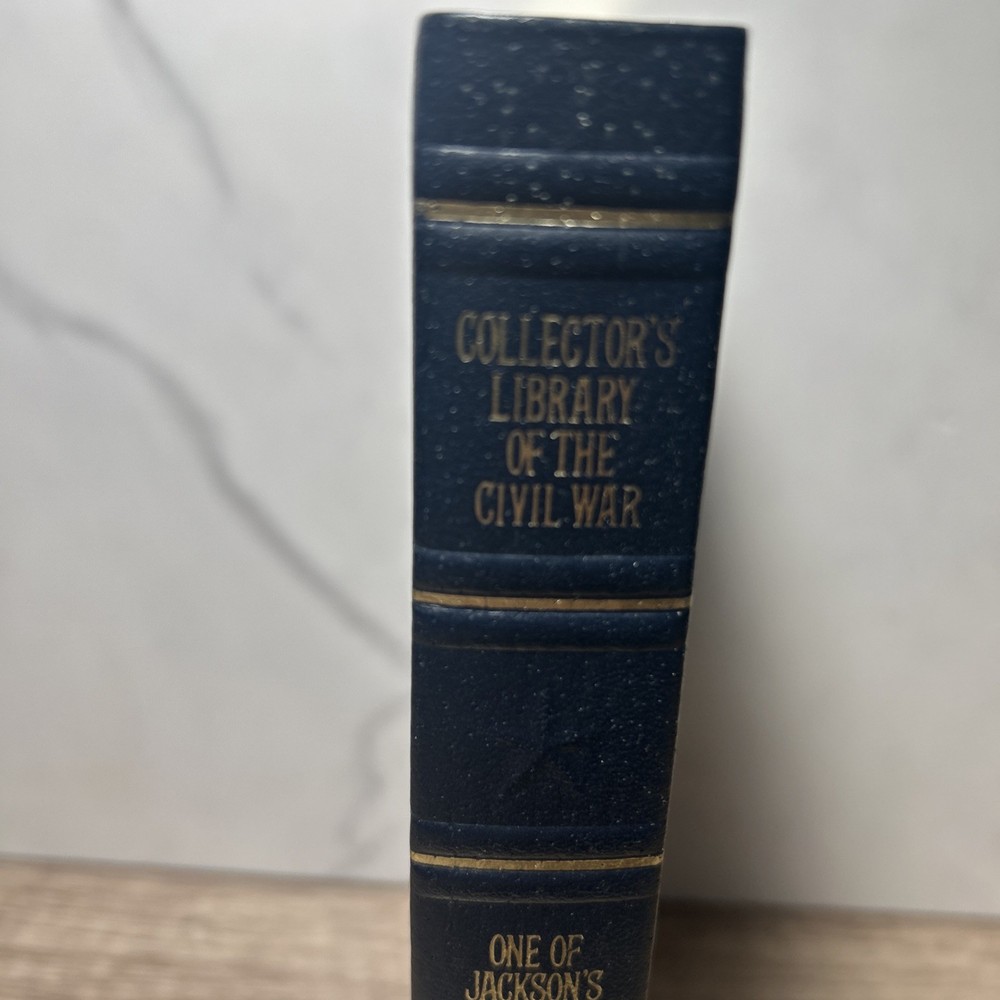 COLLECTOR'S
LIBRARY
OF THE
CIVIL WAR
ONE OF
JACKSON'S